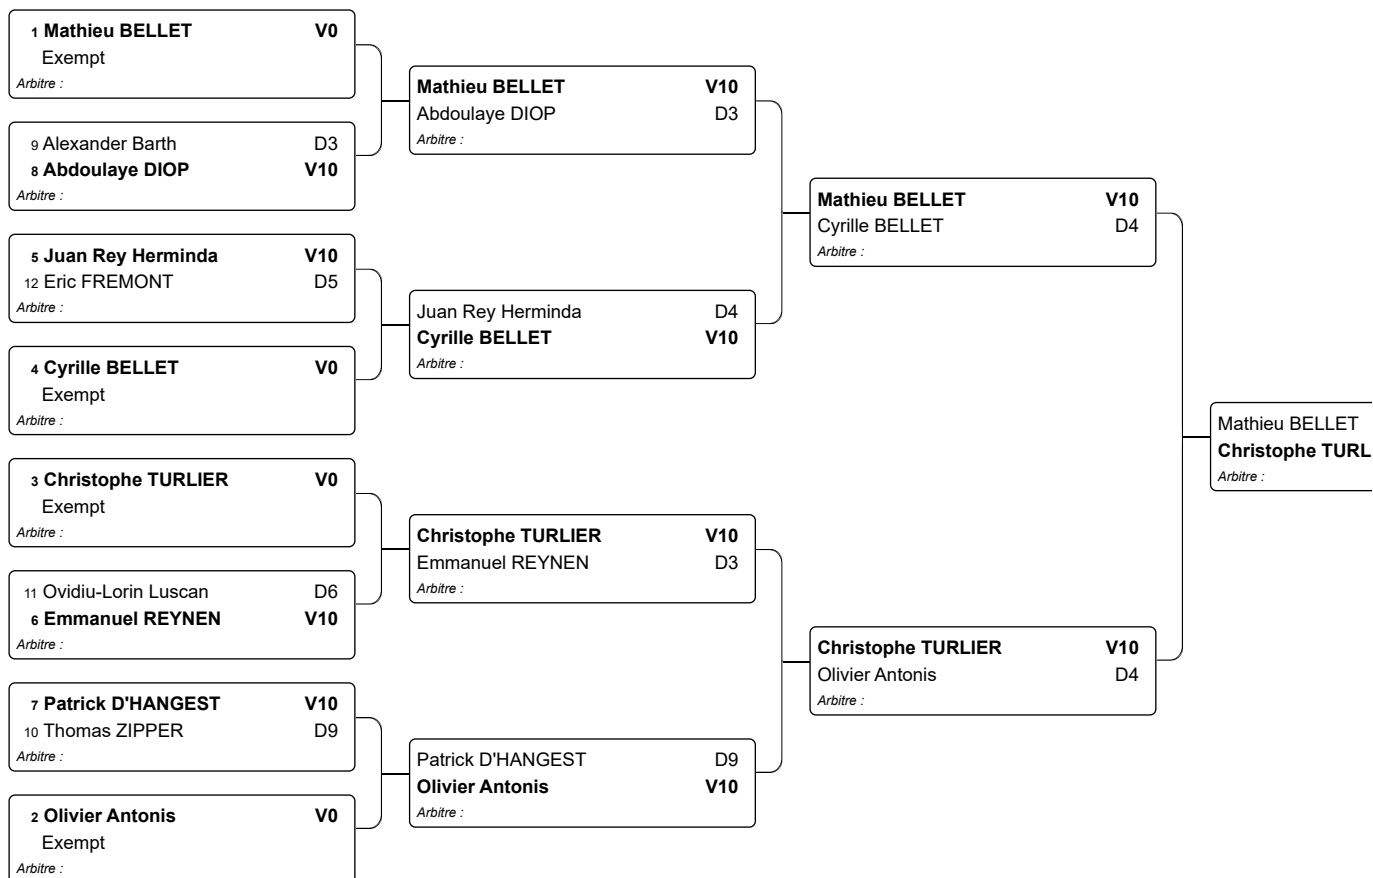 1 Mathieu BELLET V0
Exempt
Arbitre :
9 Alexander Barth D3
8 Abdoulaye DIOP V10
Arbitre :
5 Juan Rey Herminda V10
12 Eric FREMONT D5
Arbitre :
4 Cyrille BELLET V0
Exempt
Arbitre :
3 Christophe TURLIER V0
Exempt
Arbitre :
11 Ovidiu-Lorin Luscan D6
6 Emmanuel REYNEN V10
Arbitre :
7 Patrick D'HANGEST V10
10 Thomas ZIPPER D9
Arbitre :
2 Olivier Antonis V0
Exempt
Arbitre :
Mathieu BELLET V10
Abdoulaye DIOP D3
Arbitre :
Juan Rey Herminda D4
Cyrille BELLET V10
Arbitre :
Christophe TURLIER V10
Emmanuel REYNEN D3
Arbitre :
Patrick D'HANGEST D9
Olivier Antonis V10
Arbitre :
Mathieu BELLET V10
Cyrille BELLET D4
Arbitre :
Christophe TURLIER V10
Olivier Antonis D4
Arbitre :
Mathieu BELLET
Christophe TURL
Arbitre :